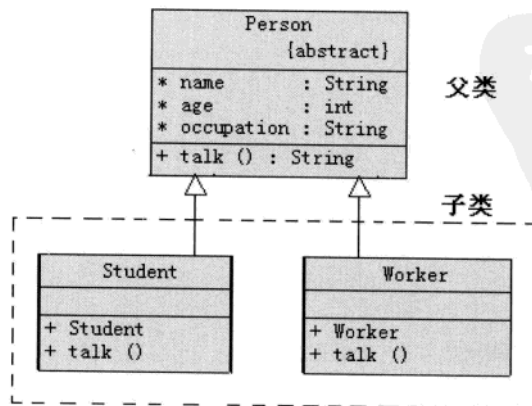 Person
{abstract}
* name : String
* age : int
* occupation : String
+ talk () : String
父类
子类
Student
+ Student
+ talk ()
Worker
+ Worker
+ talk ()